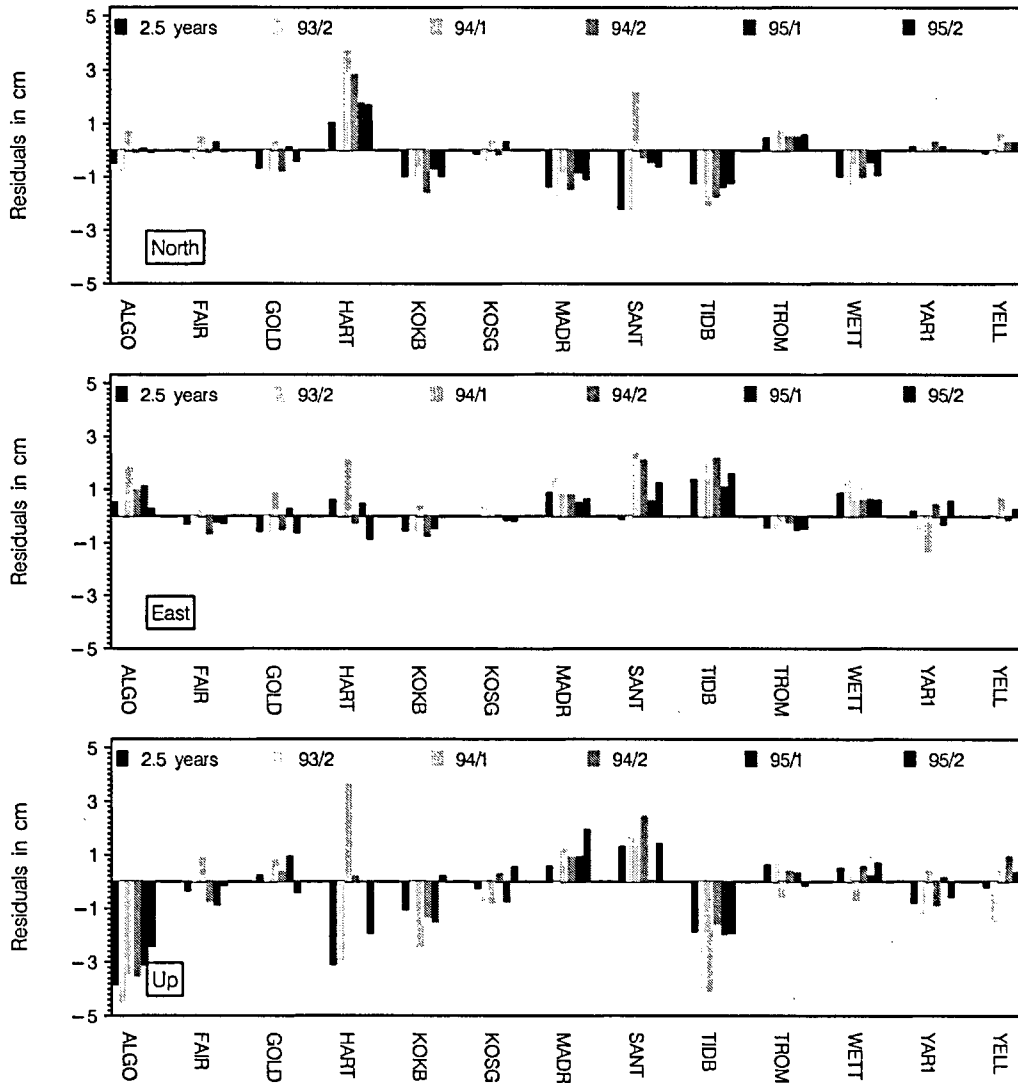 Residuals in cm
5
3
1
−1
−3
−5
2.5 years 93/2 94/1 94/2 95/1 95/2
North
ALGO FAIR GOLD HART KOKB KOSG MADR SANT TIDB TROM WETT YAR1 YELL
Residuals in cm
5
3
1
−1
−3
−5
2.5 years 93/2 94/1 94/2 95/1 95/2
East
ALGO FAIR GOLD HART KOKB KOSG MADR SANT TIDB TROM WETT YAR1 YELL
Residuals in cm
5
3
1
−1
−3
−5
2.5 years 93/2 94/1 94/2 95/1 95/2
Up
ALGO FAIR GOLD HART KOKB KOSG MADR SANT TIDB TROM WETT YAR1 YELL